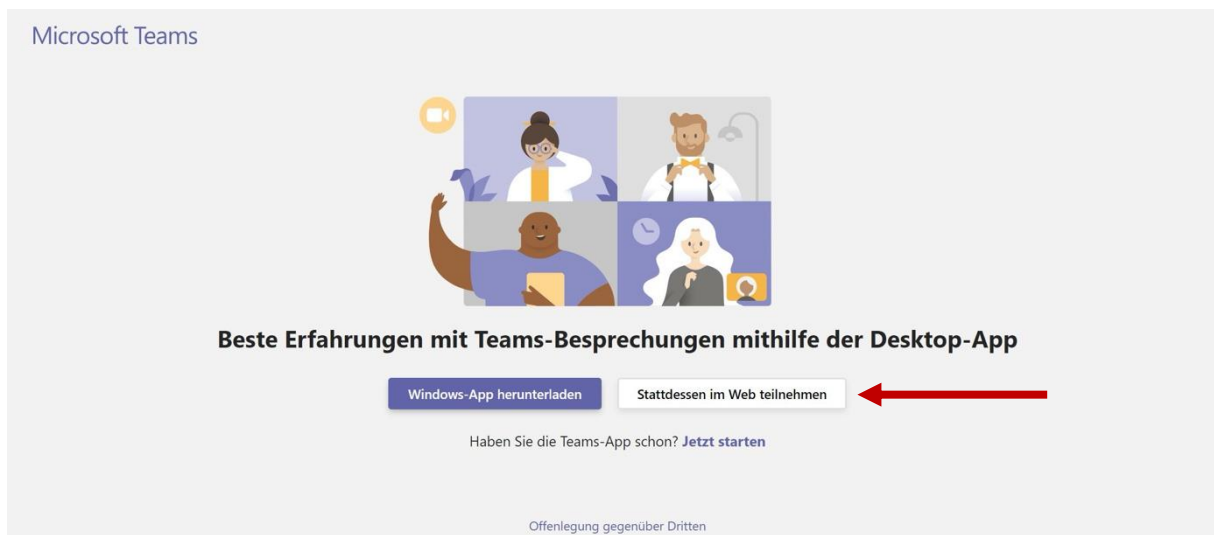 Microsoft Teams
Beste Erfahrungen mit Teams-Besprechungen mithilfe der Desktop-App
Windows-App herunterladen
Stattdessen im Web teilnehmen
Haben Sie die Teams-App schon? Jetzt starten
Offenlegung gegenüber Dritten